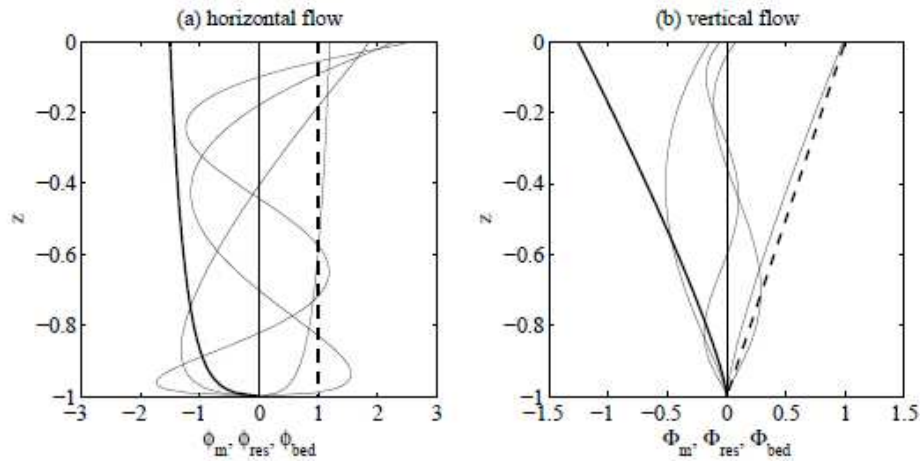 (a) horizontal flow
(b) vertical flow
0
−0.2
−0.4
−0.6
−0.8
−1
z
−3 −2 −1 0 1 2 3
ϕm, ϕres, ϕbed
0
−0.2
−0.4
−0.6
−0.8
−1
z
−1.5 −1 −0.5 0 0.5 1 1.5
Φm, Φres, Φbed